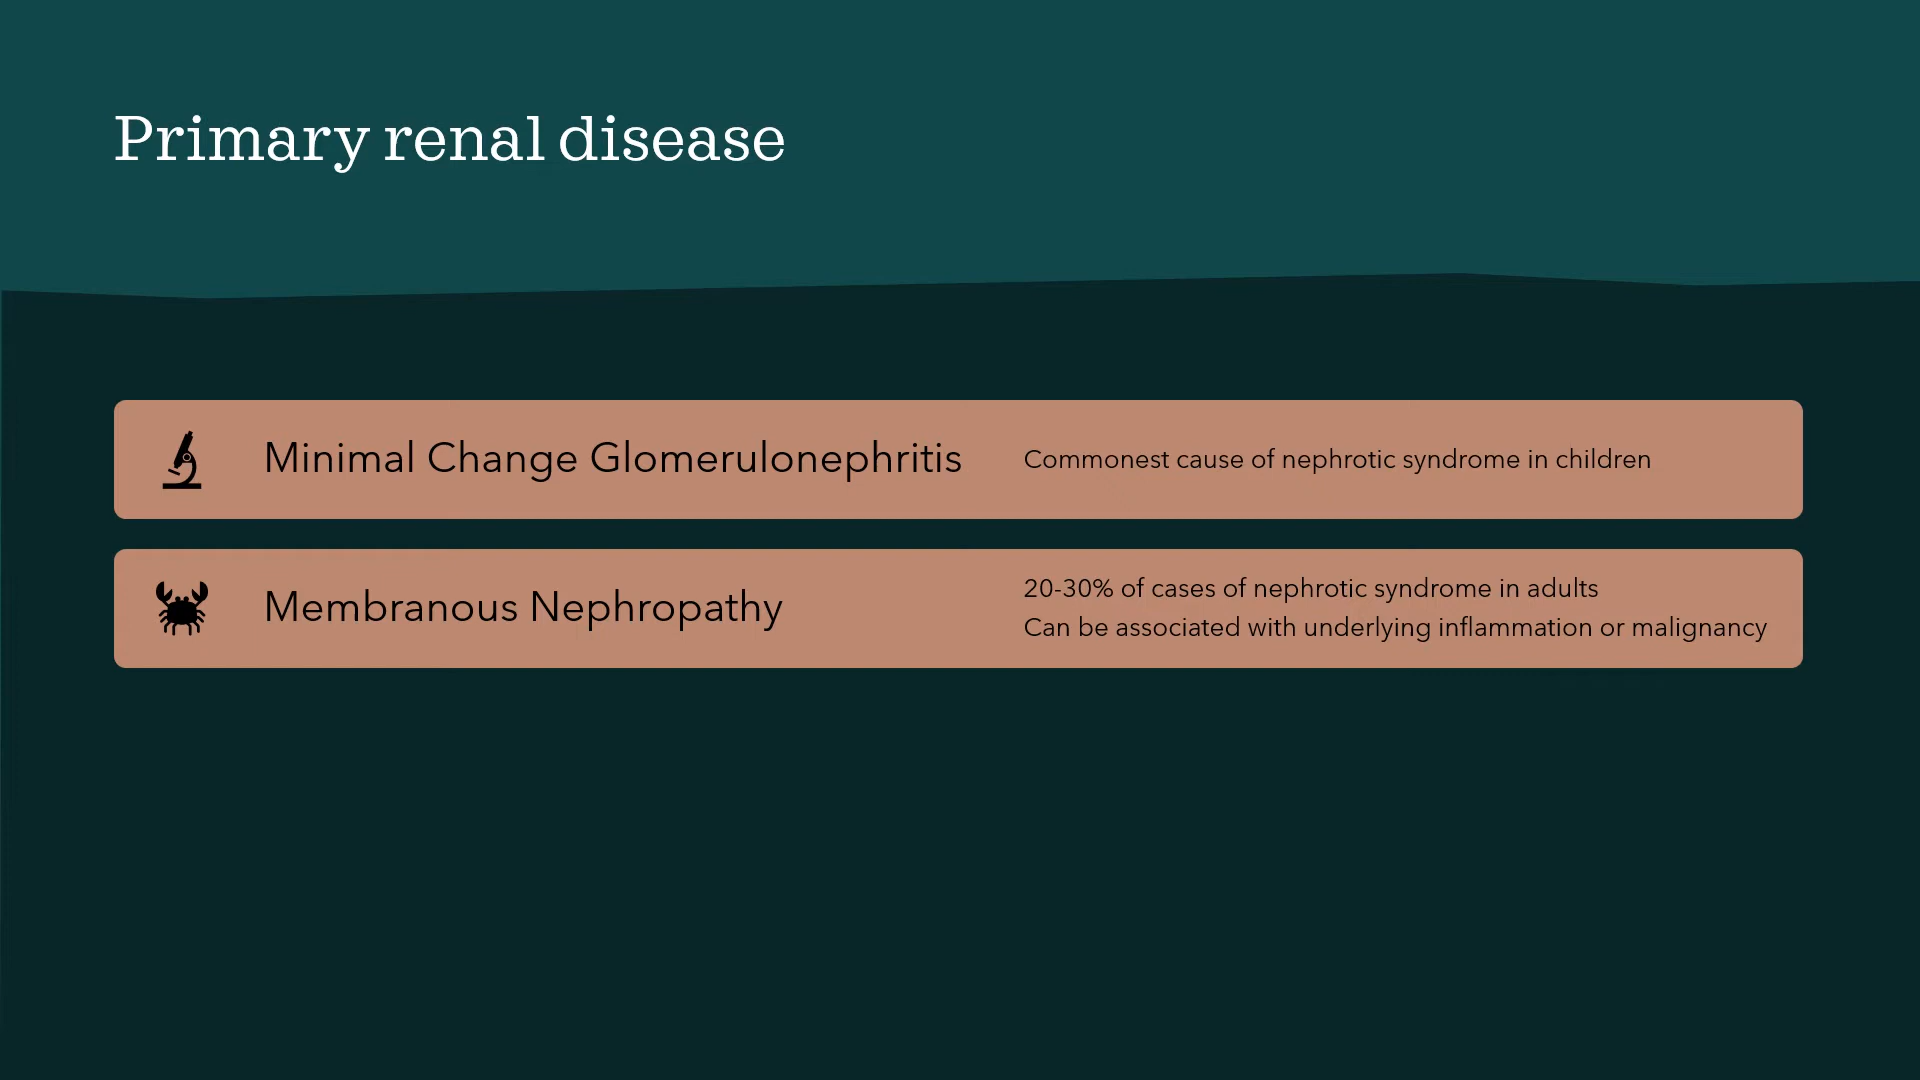 Primary renal disease
Minimal Change Glomerulonephritis
Commonest cause of nephrotic syndrome in children
Membranous Nephropathy
20-30% of cases of nephrotic syndrome in adults
Can be associated with underlying inflammation or malignancy